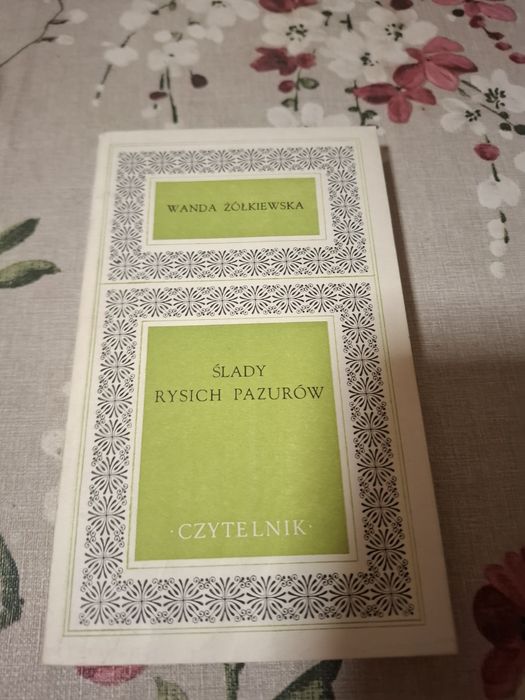 WANDA ŻÓŁKIEWSKA
ŚLADY
RYSICH PAZURÓW
·CZYTELNIK·